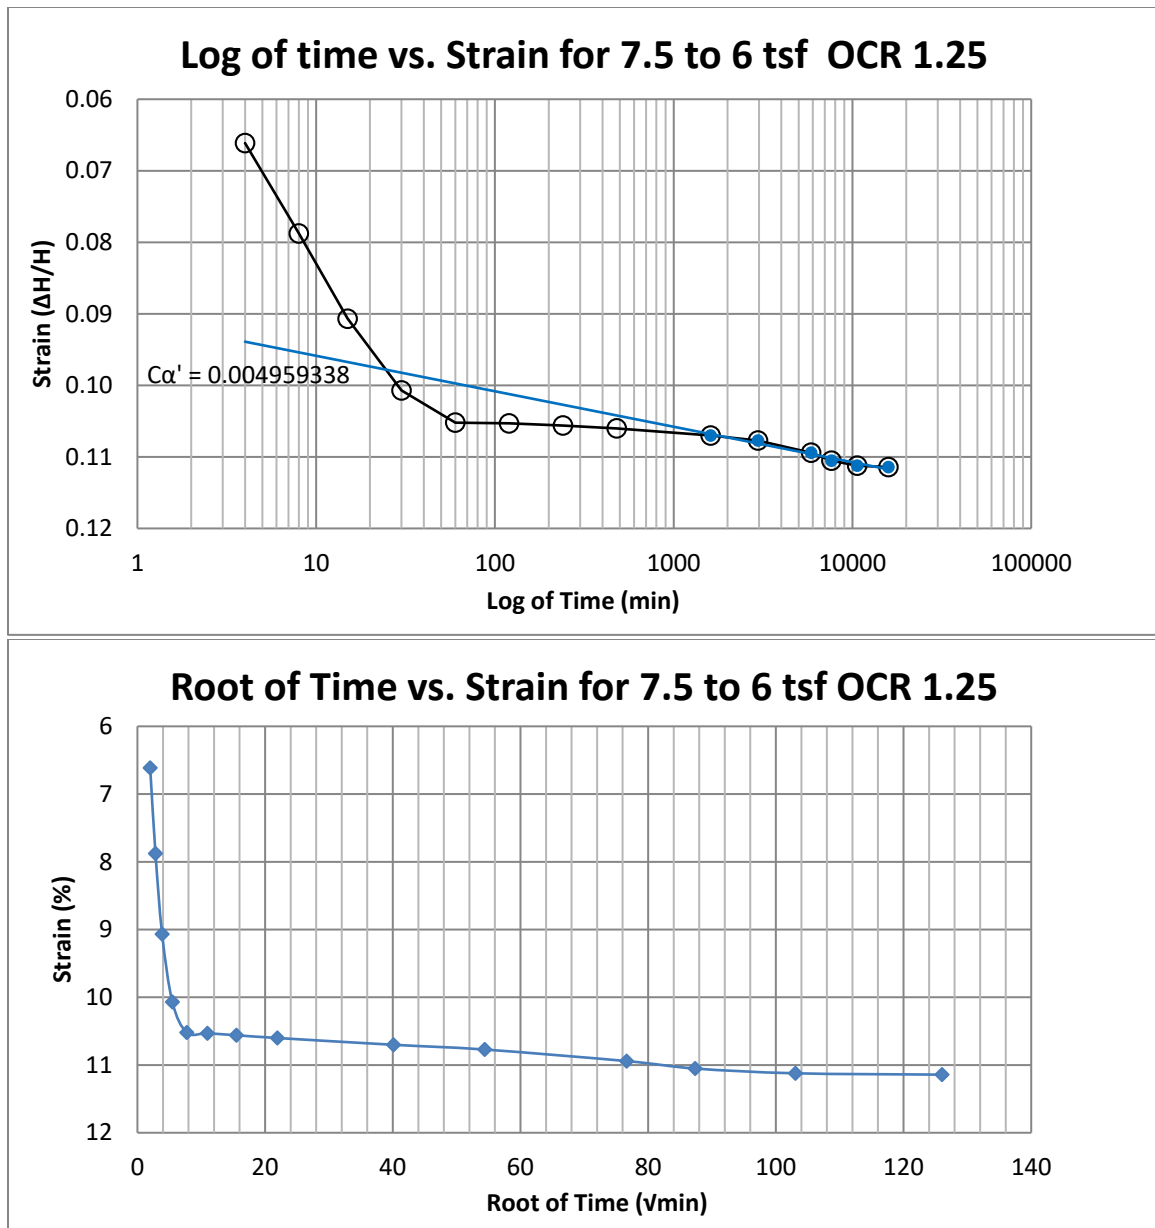 Log of time vs. Strain for 7.5 to 6 tsf  OCR 1.25
0.06
0.07
0.08
0.09
0.10
0.11
0.12
Strain (ΔH/H)
Cα' = 0.004959338
1 10 100 1000 10000 100000
Log of Time (min)
Root of Time vs. Strain for 7.5 to 6 tsf OCR 1.25
6
7
8
9
10
11
12
Strain (%)
0 20 40 60 80 100 120 140
Root of Time (√min)